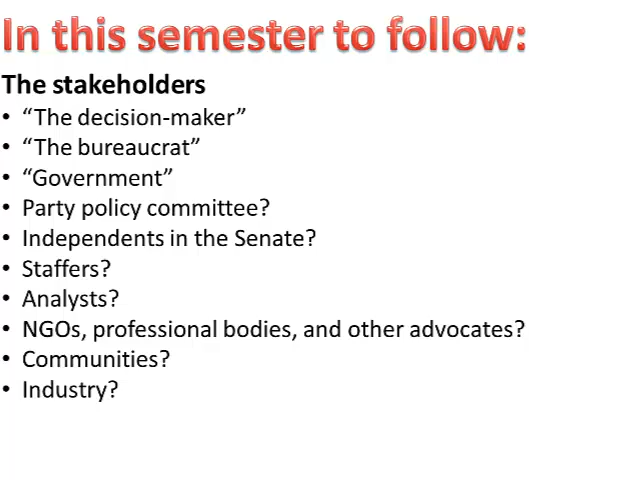 In this semester to follow:
The stakeholders
• “The decision-maker”
• “The bureaucrat”
• “Government”
• Party policy committee?
• Independents in the Senate?
• Staffers?
• Analysts?
• NGOs, professional bodies, and other advocates?
• Communities?
• Industry?